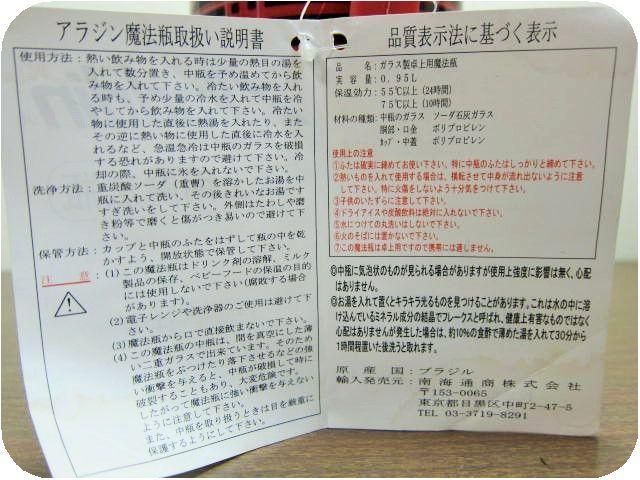 アラジン魔法瓶取扱い説明書
使用方法：熱い飲み物を入れる時は少量の熱目の湯を
入れて数分置き、中瓶を予め温めてから飲
み物を入れて下さい。冷たい飲み物を入れ
る時も、予め少量の冷水を入れて中瓶を冷
やしてから飲み物を入れて下さい。冷たい
物に使用した直後に熱湯を入れたり、また
その逆に熱い物に使用した直後に冷水を入
れるなど、急温急冷は中瓶のガラスを破損
する恐れがありますので避けて下さい。冷
却の際、中瓶に氷を入れないで下さい。
洗浄方法：重炭酸ソーダ（重曹）を溶かしたお湯を中
瓶にに入れて洗い、その後きれいなお湯です
すぎ洗いをして下さい。外側はたわしや磨
き粉等で磨くと傷がつき易いので避けて下
さい。
保管方法：カップと中瓶のふたをはずして瓶の中を乾
かすよう、開放状態で保管して下さい。
注意：(1) この魔法瓶はドリンク剤の溶解、ミルク
製品の保存、ベビーフードの保温の目的
には使用しないで下さい(腐敗する場合
があります)。
(2) 電子レンジや洗浄器のご使用は避けて下
さい。
(3) 魔法瓶から口で直接飲まないで下さい。
(4) この魔法瓶の中瓶は、間を真空にした薄
い二重ガラスで出来ています。そのため
魔法瓶をぶつけたり落下させるなどの強
い衝撃を与えると、中瓶が破損して時に
破裂することもあり、大変危険です。
したがって魔法瓶に強い衝撃を与えない
ように注意して下さい。
また、中瓶を取り扱うときは目を厳重に
保護するようにして下さい。
品質表示法に基づく表示
品名：ガラス製卓上用魔法瓶
実容量：0.95L
保温効力：55℃以上 (24時間)
75℃以上 (10時間)
材料の種類：中瓶のガラス ソーダ石灰ガラス
胴部・口金 ポリプロピレン
カップ・中蓋 ポリプロピレン
使用上の注意
①ふたは確実に締めてお使い下さい。特に中瓶のふたはしっかりと締めて下さい。
②熱いものを入れて使用する場合は、横転させて中身が流れ出ないように注意
して下さい。特に火傷をしないよう十分気をつけて下さい。
③子供のいたずらに注意して下さい。
④ドライアイスや炭酸飲料は絶対に入れないで下さい。
⑤水につけての丸洗いはしないで下さい。
⑥火のそばには置かないで下さい。
⑦この魔法瓶は卓上用ですので携帯には適しません。
◎中瓶に気泡状のものが見られる場合がありますが使用上強度に影響は無く、心配
はありません。
◎お湯を入れて置くとキラキラ光るものを見つけることがあります。これは水の中に溶
け込んでいるミネラル成分の結晶でフレークスと呼ばれ、健康上有害なものではなく
心配はありませんが発生した場合は、約10%の食酢で薄めた湯を入れて30分から
1時間程置いた後洗うと取れます。
原産国：ブラジル
輸入発売元：南海通商株式会社
〒153-0065
東京都目黒区中町2-47-5
TEL 03-3719-8291